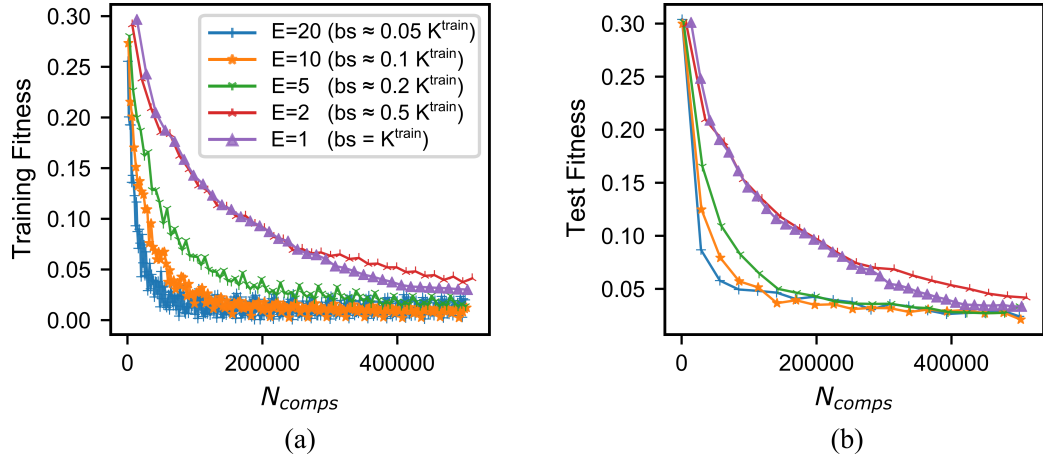 0.30
0.25
0.20
0.15
0.10
0.05
0.00
Training Fitness
E=20 (bs ≈ 0.05 K^train)
E=10 (bs ≈ 0.1 K^train)
E=5 (bs ≈ 0.2 K^train)
E=2 (bs ≈ 0.5 K^train)
E=1 (bs = K^train)
0 200000 400000
N_comps
(a)
0.30
0.25
0.20
0.15
0.10
0.05
Test Fitness
0 200000 400000
N_comps
(b)